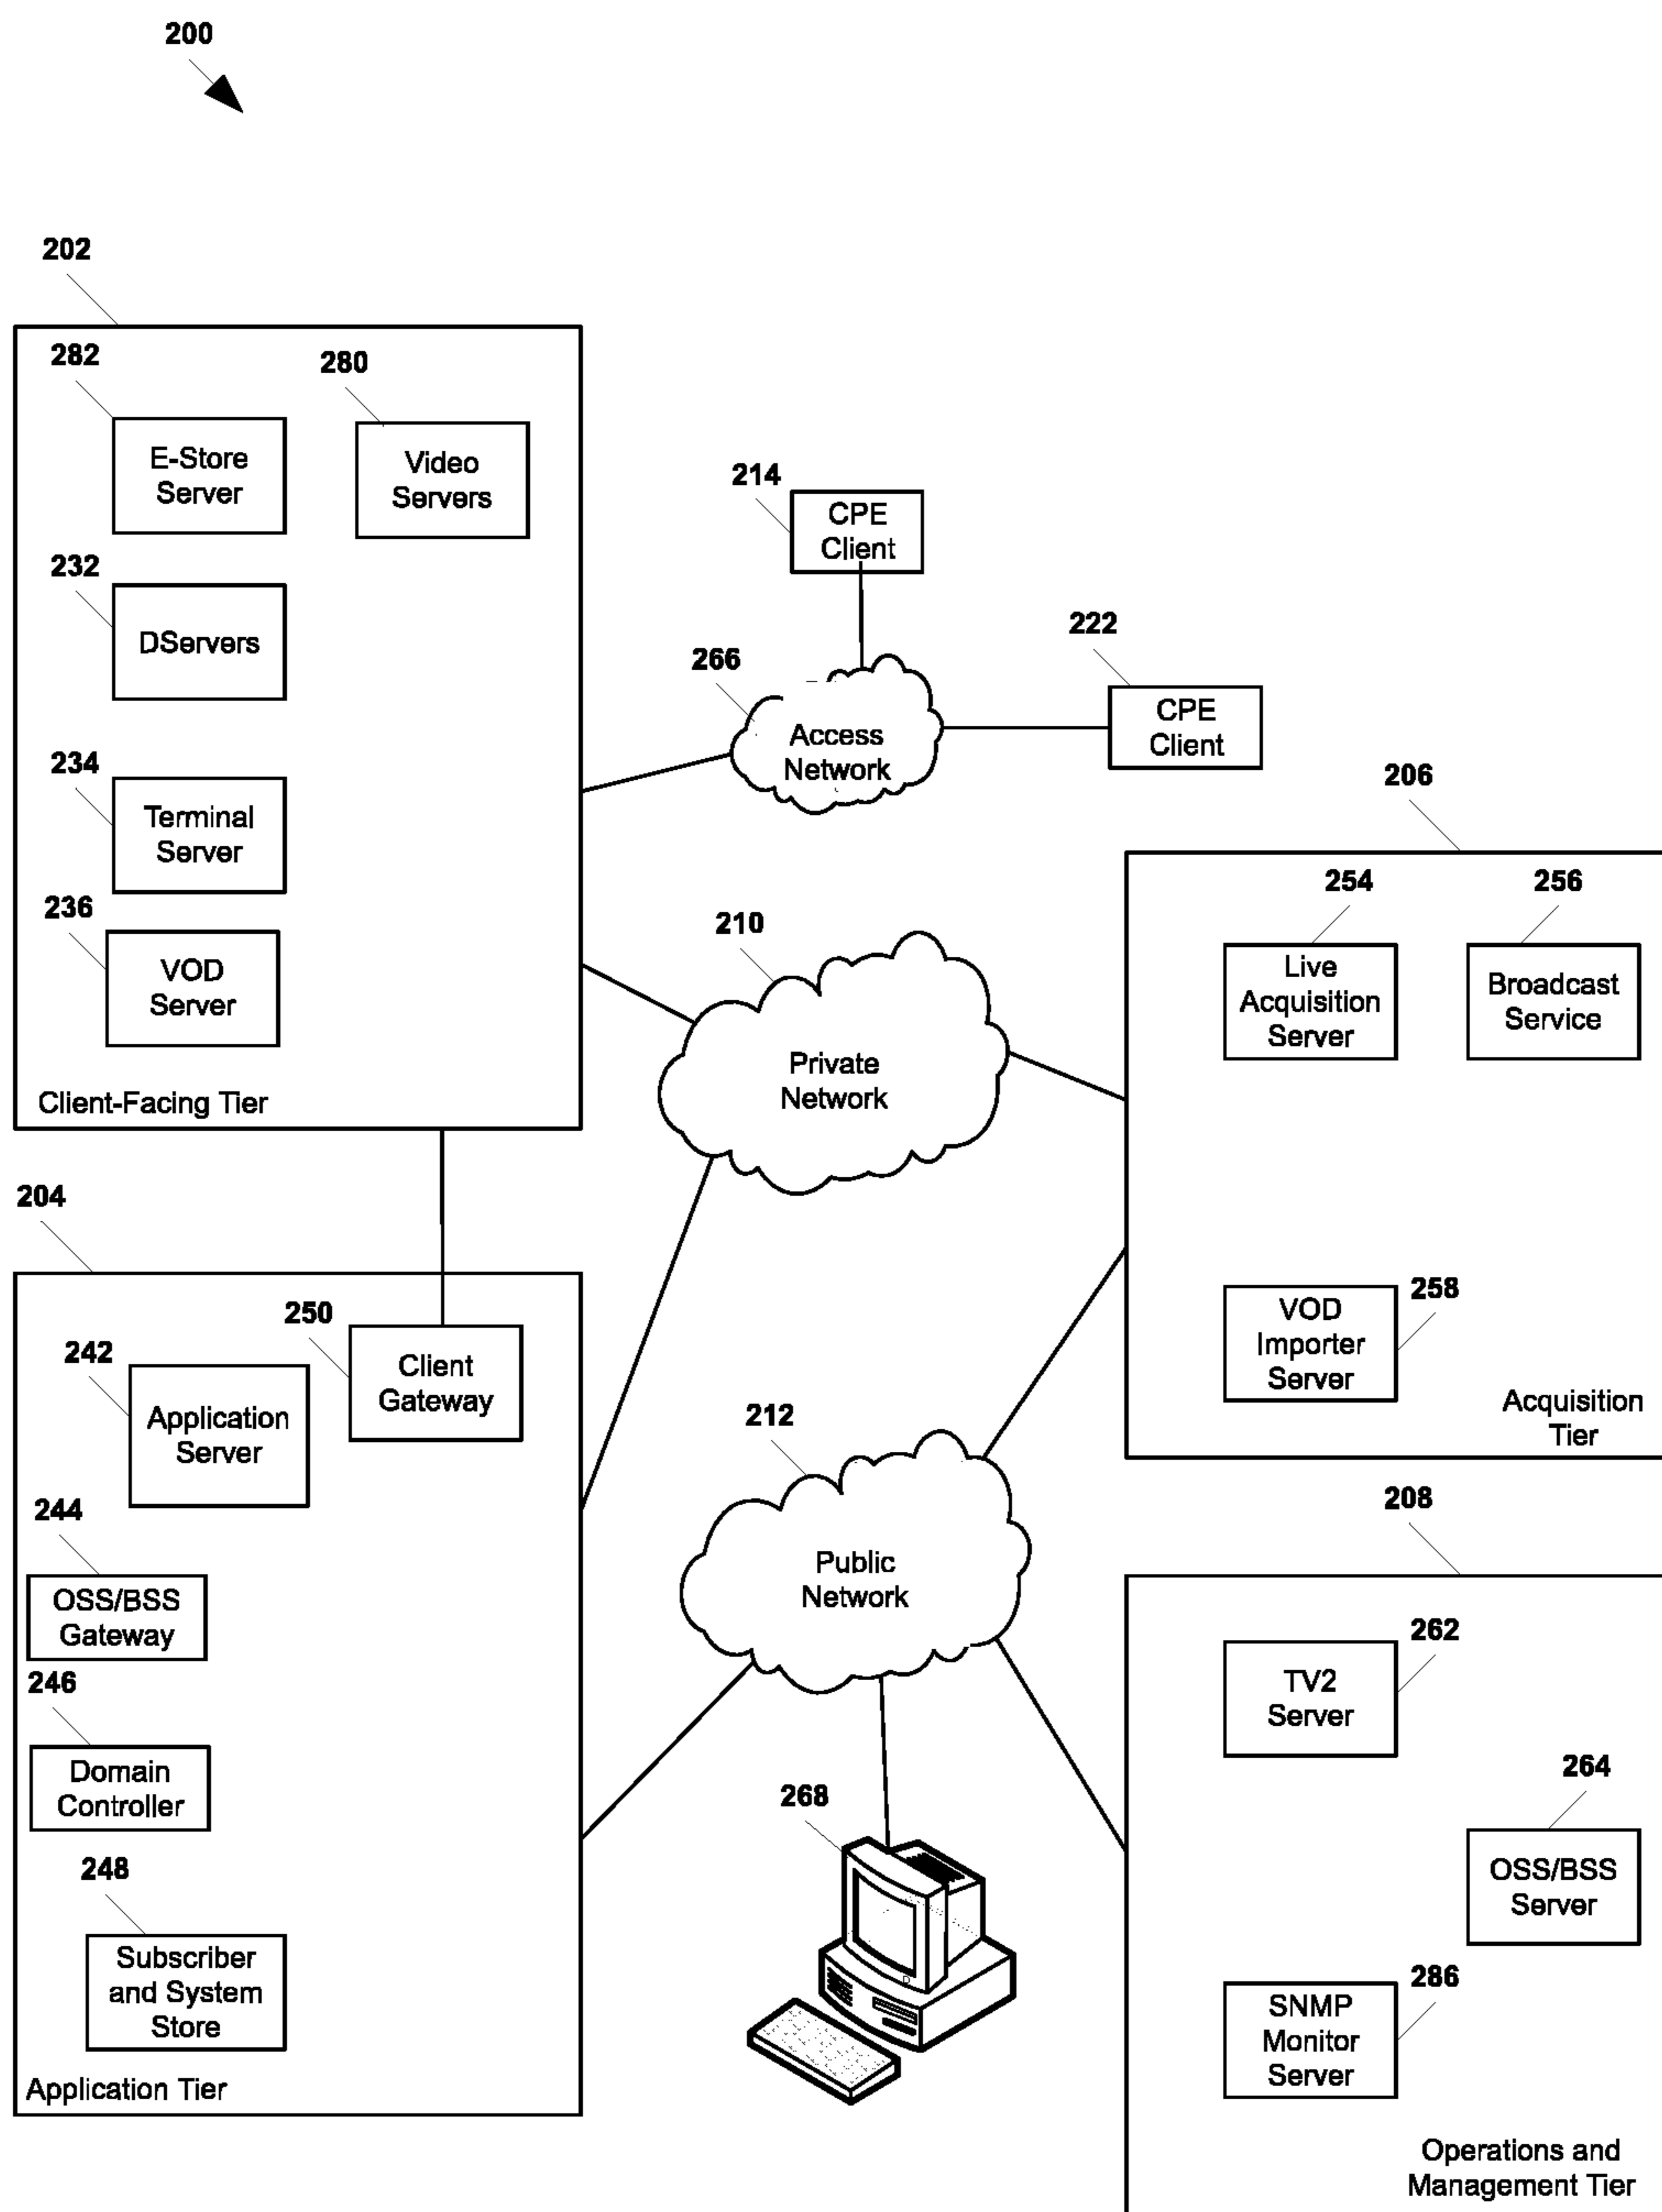 200
202
282
280
E-Store
Server
Video
Servers
232
DServers
234
Terminal
Server
236
VOD
Server
Client-Facing Tier
214
CPE
Client
222
CPE
Client
266
Access
Network
210
Private
Network
206
254
256
Live
Acquisition
Server
Broadcast
Service
258
VOD
Importer
Server
Acquisition
Tier
204
250
Client
Gateway
242
Application
Server
244
OSS/BSS
Gateway
246
Domain
Controller
248
Subscriber
and System
Store
Application Tier
212
Public
Network
268
208
262
TV2
Server
264
OSS/BSS
Server
286
SNMP
Monitor
Server
Operations and
Management Tier